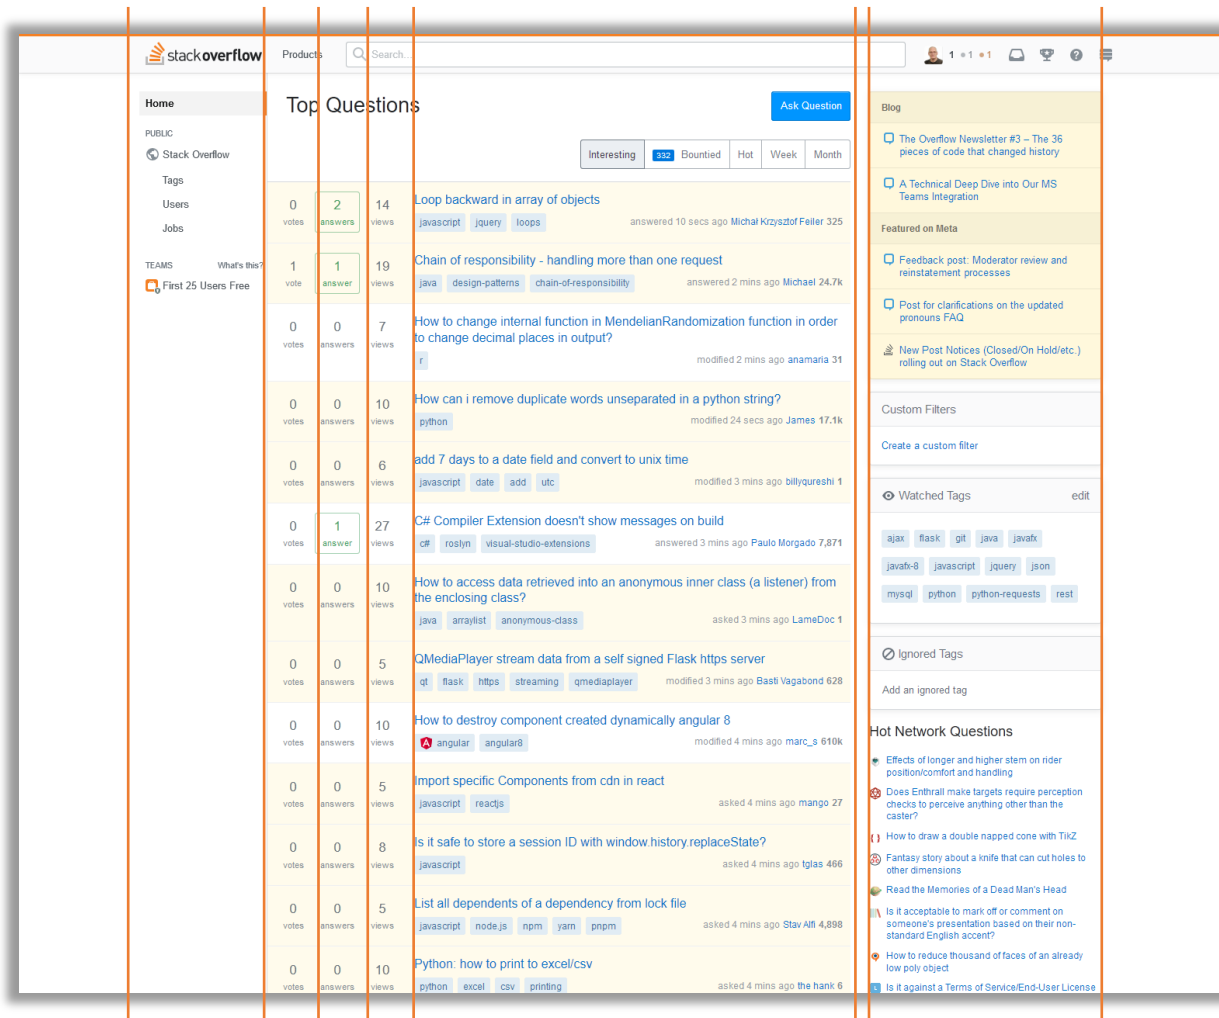 stackoverflow
Products
Search...
1 1 1
Home
PUBLIC
Stack Overflow
Tags
Users
Jobs
TEAMS What's this?
First 25 Users Free
Top Questions
Ask Question
Interesting 332 Bountied Hot Week Month
0 2 14
votes answers views
Loop backward in array of objects
javascript jquery loops
answered 10 secs ago Michał Krzysztof Feiler 325
1 1 19
vote answer views
Chain of responsibility - handling more than one request
java design-patterns chain-of-responsibility
answered 2 mins ago Michael 24.7k
0 0 7
votes answers views
How to change internal function in MendelianRandomization function in order
to change decimal places in output?
r
modified 2 mins ago anamaria 31
0 0 10
votes answers views
How can i remove duplicate words unseparated in a python string?
python
modified 24 secs ago James 17.1k
0 0 6
votes answers views
add 7 days to a date field and convert to unix time
javascript date add utc
modified 3 mins ago billyqureshi 1
0 1 27
votes answer views
C# Compiler Extension doesn't show messages on build
c# roslyn visual-studio-extensions
answered 3 mins ago Paulo Morgado 7,871
0 0 10
votes answers views
How to access data retrieved into an anonymous inner class (a listener) from
the enclosing class?
java arraylist anonymous-class
asked 3 mins ago LameDoc 1
0 0 5
votes answers views
QMediaPlayer stream data from a self signed Flask https server
qt flask https streaming qmediaplayer
modified 3 mins ago Basti Vagabond 628
0 0 10
votes answers views
How to destroy component created dynamically angular 8
angular angular8
modified 4 mins ago marc_s 610k
0 0 5
votes answers views
Import specific Components from cdn in react
javascript reactjs
asked 4 mins ago mango 27
0 0 8
votes answers views
Is it safe to store a session ID with window.history.replaceState?
javascript
asked 4 mins ago tglas 466
0 0 5
votes answers views
List all dependents of a dependency from lock file
javascript node.js npm yarn pnpm
asked 4 mins ago Stav Alfi 4,898
0 0 10
votes answers views
Python: how to print to excel/csv
python excel csv printing
asked 4 mins ago the hank 6
Blog
The Overflow Newsletter #3 – The 36
pieces of code that changed history
A Technical Deep Dive into Our MS
Teams Integration
Featured on Meta
Feedback post: Moderator review and
reinstatement processes
Post for clarifications on the updated
pronouns FAQ
New Post Notices (Closed/On Hold/etc.)
rolling out on Stack Overflow
Custom Filters
Create a custom filter
Watched Tags edit
ajax flask git java javafx
javafx-8 javascript jquery json
mysql python python-requests rest
Ignored Tags
Add an ignored tag
Hot Network Questions
Effects of longer and higher stem on rider
position/comfort and handling
Does Enthrall make targets require perception
checks to perceive anything other than the
caster?
How to draw a double napped cone with TikZ
Fantasy story about a knife that can cut holes to
other dimensions
Read the Memories of a Dead Man's Head
Is it acceptable to mark off or comment on
someone's presentation based on their non-
standard English accent?
How to reduce thousand of faces of an already
low poly object
Is it against a Terms of Service/End-User License